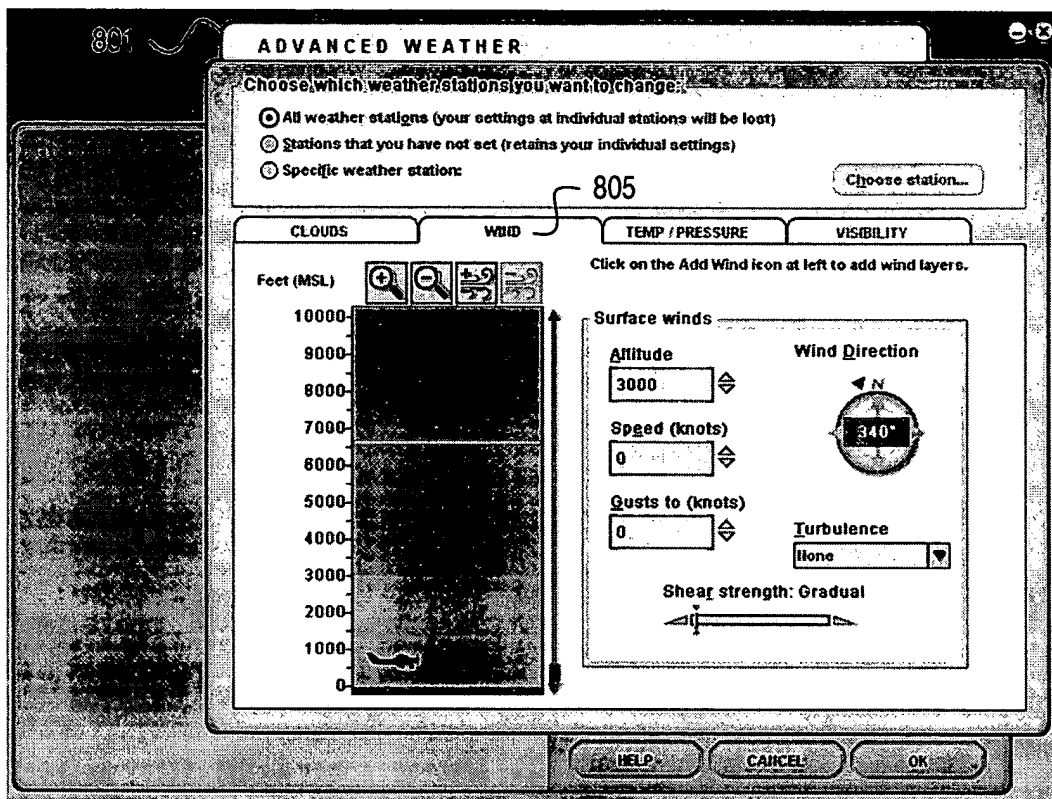 801
ADVANCED WEATHER
Choose which weather stations you want to change...
All weather stations (your settings at individual stations will be lost)
Stations that you have not set (retains your individual settings)
Specific weather station:
Choose station...
805
CLOUDS
WIND
TEMP / PRESSURE
VISIBILITY
Feet (MSL)
Click on the Add Wind icon at left to add wind layers.
10000
9000
8000
7000
6000
5000
4000
3000
2000
1000
0
Surface winds
Altitude
3000
Speed (knots)
0
Gusts to (knots)
0
Wind Direction
N
340°
Turbulence
None
Shear strength: Gradual
HELP
CANCEL
OK